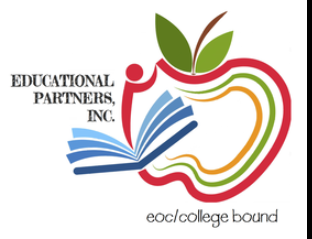 EDUCATIONAL
PARTNERS,
INC.
eoc/college bound